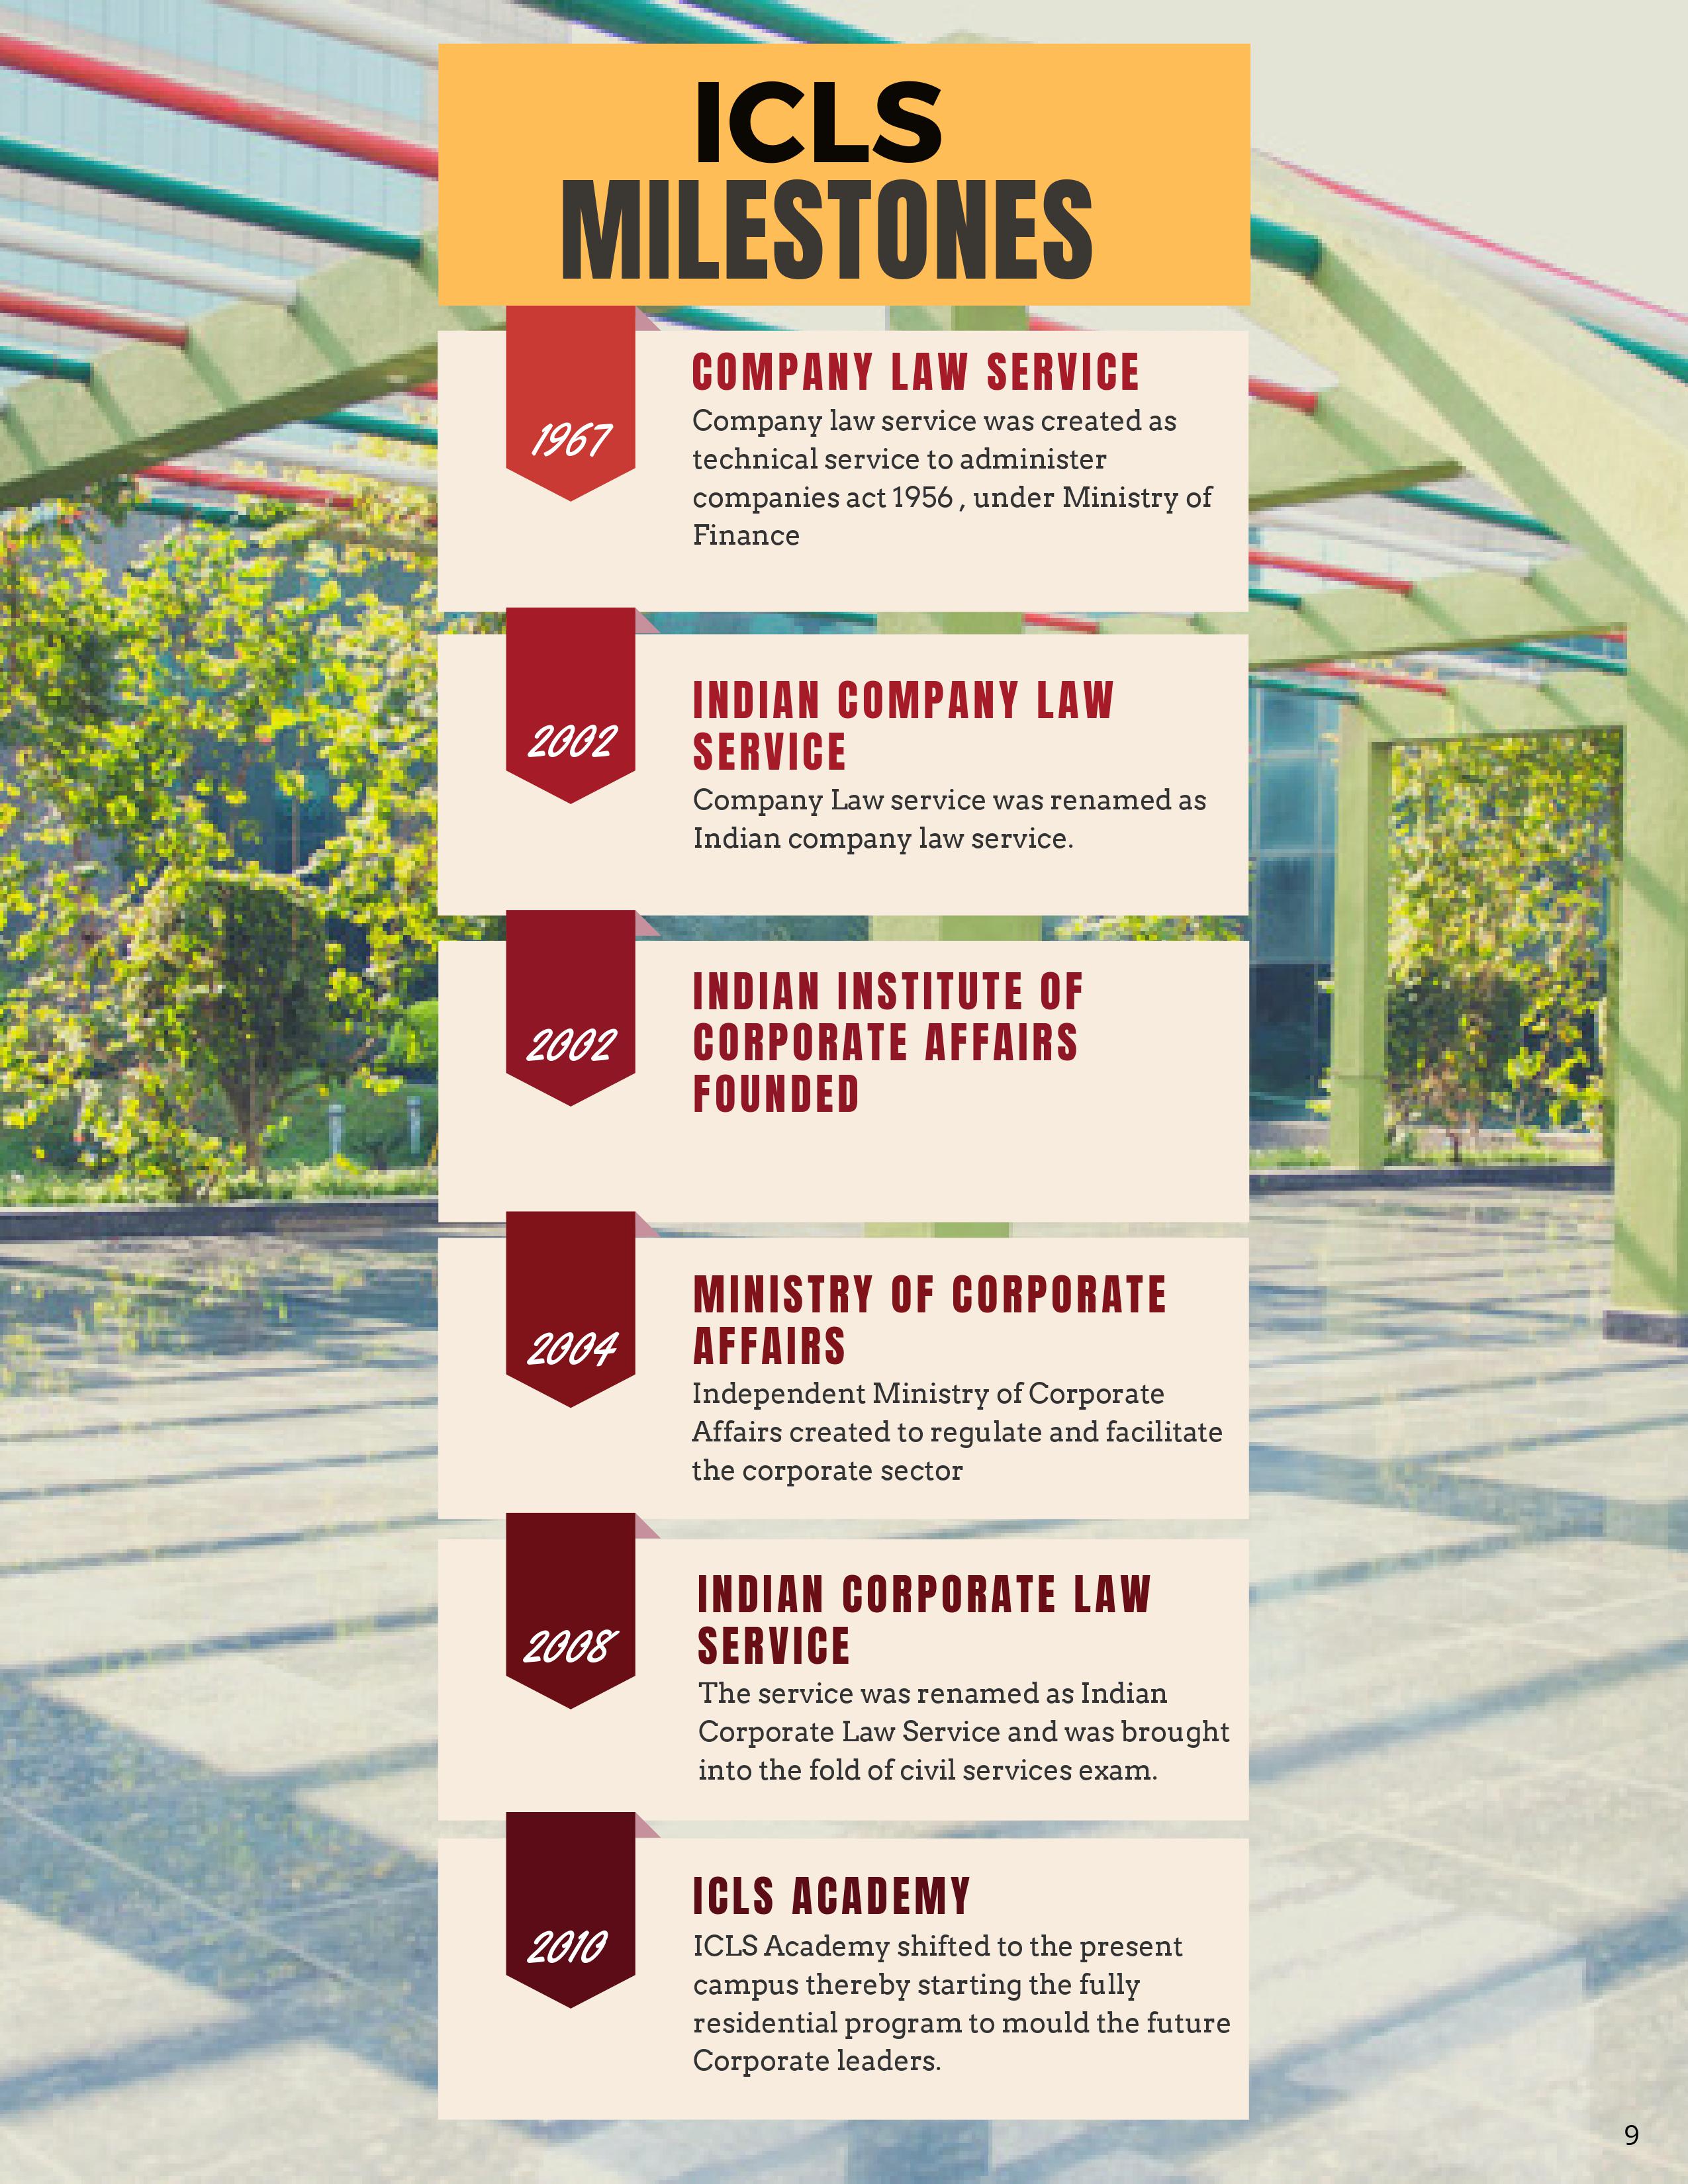 ICLS
MILESTONES
1967
COMPANY LAW SERVICE
Company law service was created as
technical service to administer
companies act 1956 , under Ministry of
Finance
2002
INDIAN COMPANY LAW
SERVICE
Company Law service was renamed as
Indian company law service.
2002
INDIAN INSTITUTE OF
CORPORATE AFFAIRS
FOUNDED
2004
MINISTRY OF CORPORATE
AFFAIRS
Independent Ministry of Corporate
Affairs created to regulate and facilitate
the corporate sector
2008
INDIAN CORPORATE LAW
SERVICE
The service was renamed as Indian
Corporate Law Service and was brought
into the fold of civil services exam.
2010
ICLS ACADEMY
ICLS Academy shifted to the present
campus thereby starting the fully
residential program to mould the future
Corporate leaders.
9